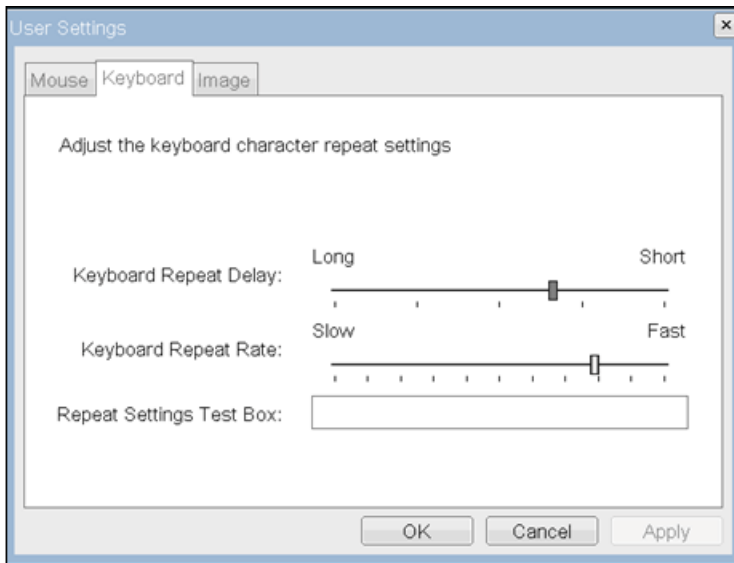 User Settings
Mouse Keyboard Image
Adjust the keyboard character repeat settings
Long Short
Keyboard Repeat Delay:
Slow Fast
Keyboard Repeat Rate:
Repeat Settings Test Box:
OK Cancel Apply